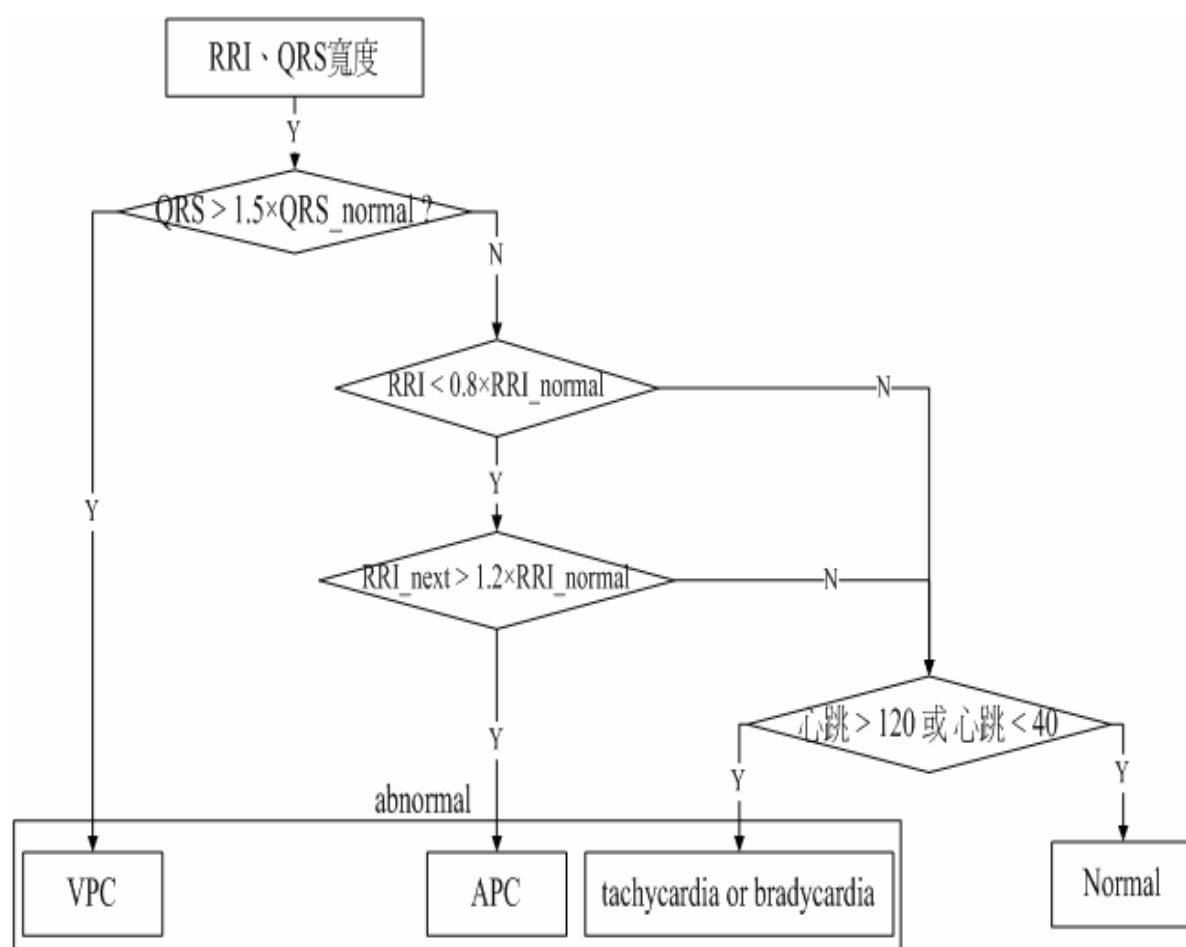 RRI、QRS寬度
Y
QRS > 1.5×QRS_normal ?
N
RRI < 0.8×RRI_normal
N
Y
Y
RRI_next > 1.2×RRI_normal
N
心跳 > 120 或 心跳 < 40
Y
Y
Y
abnormal
VPC
APC
tachycardia or bradycardia
Normal